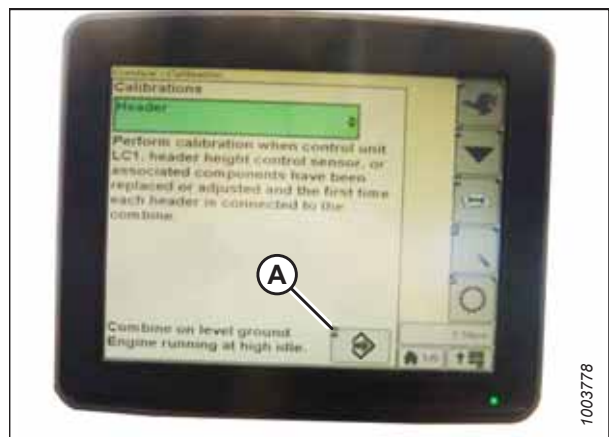 Combine \ Calibration
Calibrations
Header
Perform calibration when control unit
LC1, header height control sensor, or
associated components have been
replaced or adjusted and the first time
each header is connected to the
combine.
A
Combine on level ground.
Engine running at high idle.
1003778